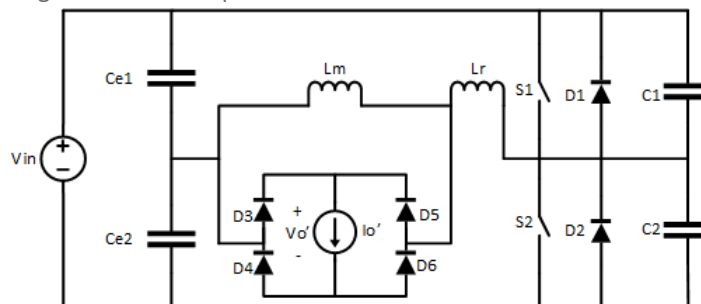 Ce1
Lm
Lr
S1
D1
C1
Vin
+
−
D3
+
D5
Vo'
Io'
Ce2
S2
D2
C2
D4
-
D6